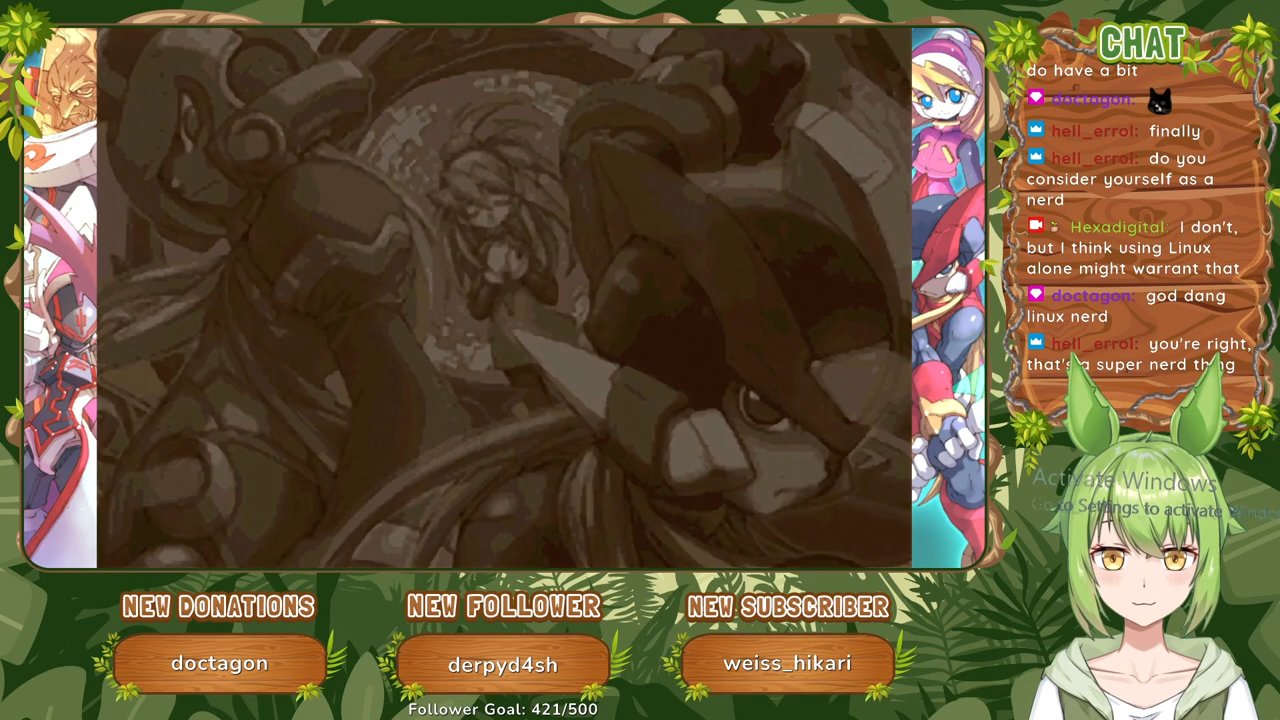 CHAT
do have a bit
doctagon:
hell_errol: finally
hell_errol: do you
consider yourself as a
nerd
Hexadigital: I don't,
but I think using Linux
alone might warrant that
doctagon: god dang
linux nerd
hell_errol: you're right,
that's a super nerd thing
Activate Windows
Go to Settings to activate Windo
NEW DONATIONS
doctagon
NEW FOLLOWER
derpyd4sh
Follower Goal: 421/500
NEW SUBSCRIBER
weiss_hikari